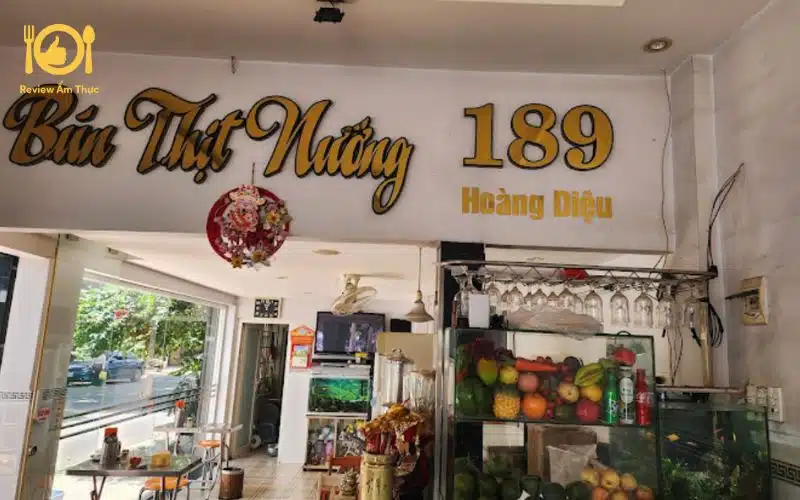 Review Ẩm Thực
Bún Thịt Nướng 189
Hoàng Diệu